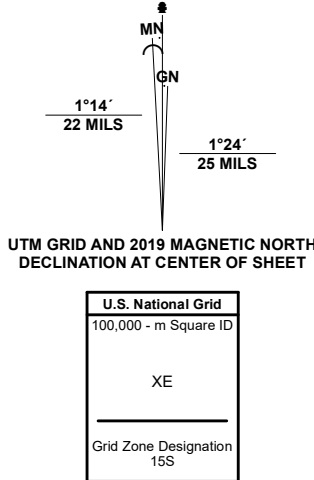 MN
GN
1°14´
22 MILS
1°24´
25 MILS
UTM GRID AND 2019 MAGNETIC NORTH
DECLINATION AT CENTER OF SHEET
U.S. National Grid
100,000 - m Square ID
XE
Grid Zone Designation
15S